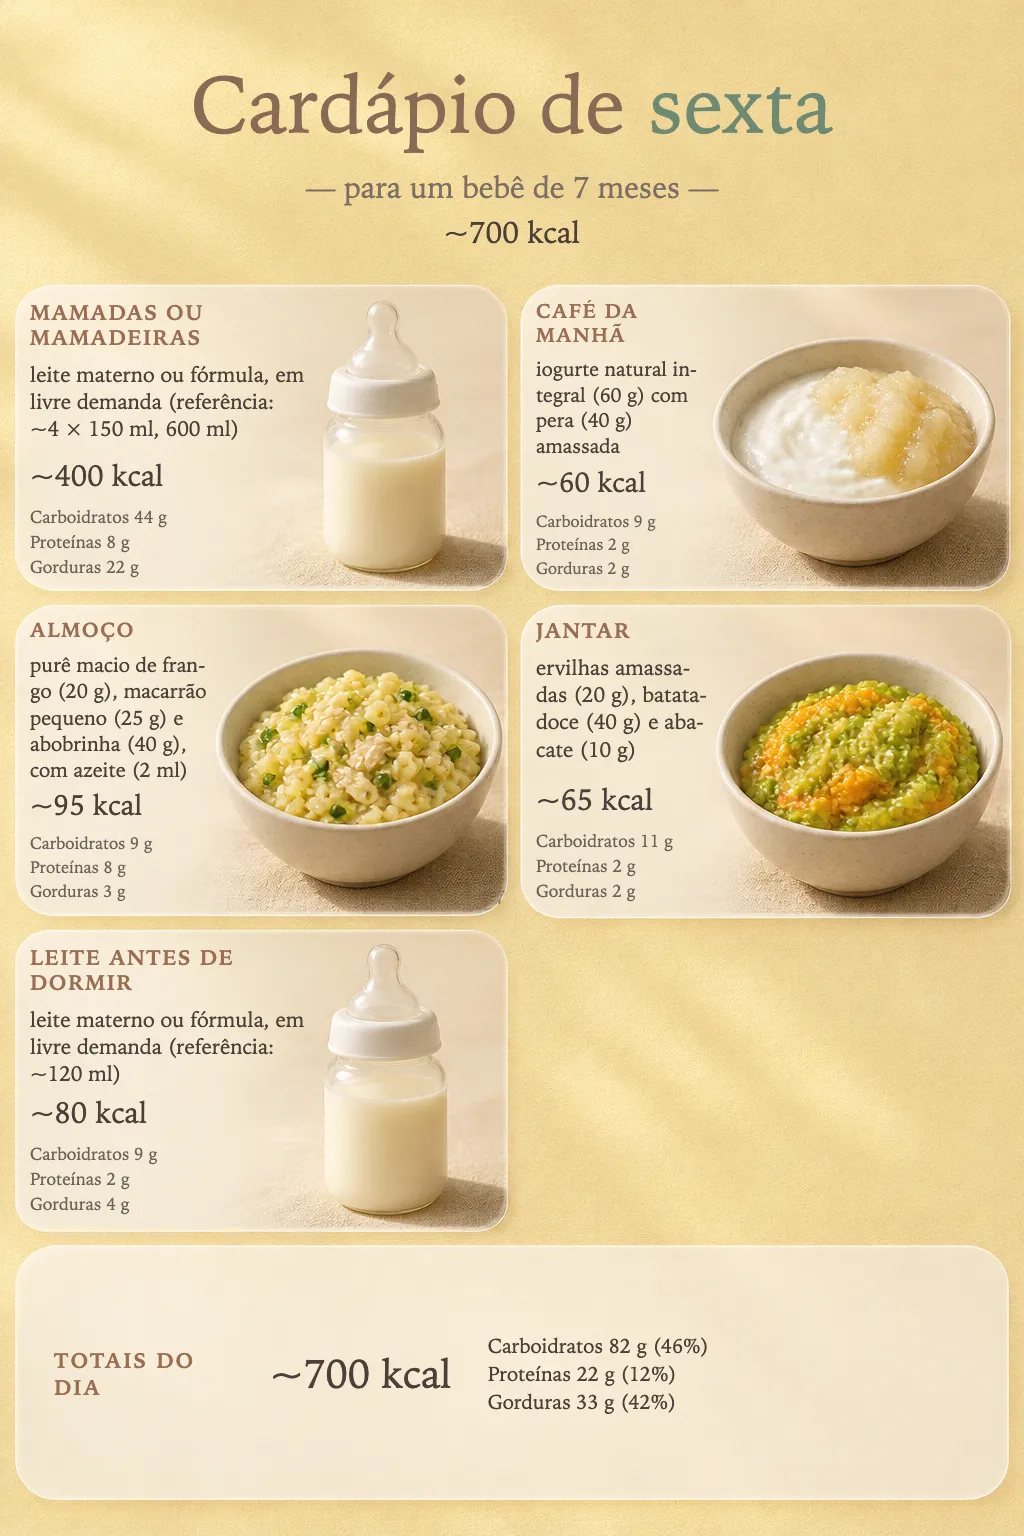 Cardápio de sexta
— para um bebê de 7 meses —
~700 kcal
MAMADAS OU
MAMADEIRAS
leite materno ou fórmula, em
livre demanda (referência:
~4 × 150 ml, 600 ml)
~400 kcal
Carboidratos 44 g
Proteínas 8 g
Gorduras 22 g
CAFÉ DA
MANHÃ
iogurte natural in-
tegral (60 g) com
pera (40 g)
amassada
~60 kcal
Carboidratos 9 g
Proteínas 2 g
Gorduras 2 g
ALMOÇO
purê macio de fran-
go (20 g), macarrão
pequeno (25 g) e
abobrinha (40 g),
com azeite (2 ml)
~95 kcal
Carboidratos 9 g
Proteínas 8 g
Gorduras 3 g
JANTAR
ervilhas amassa-
das (20 g), batata-
doce (40 g) e aba-
cate (10 g)
~65 kcal
Carboidratos 11 g
Proteínas 2 g
Gorduras 2 g
LEITE ANTES DE
DORMIR
leite materno ou fórmula, em
livre demanda (referência:
~120 ml)
~80 kcal
Carboidratos 9 g
Proteínas 2 g
Gorduras 4 g
TOTAIS DO
DIA
~700 kcal
Carboidratos 82 g (46%)
Proteínas 22 g (12%)
Gorduras 33 g (42%)